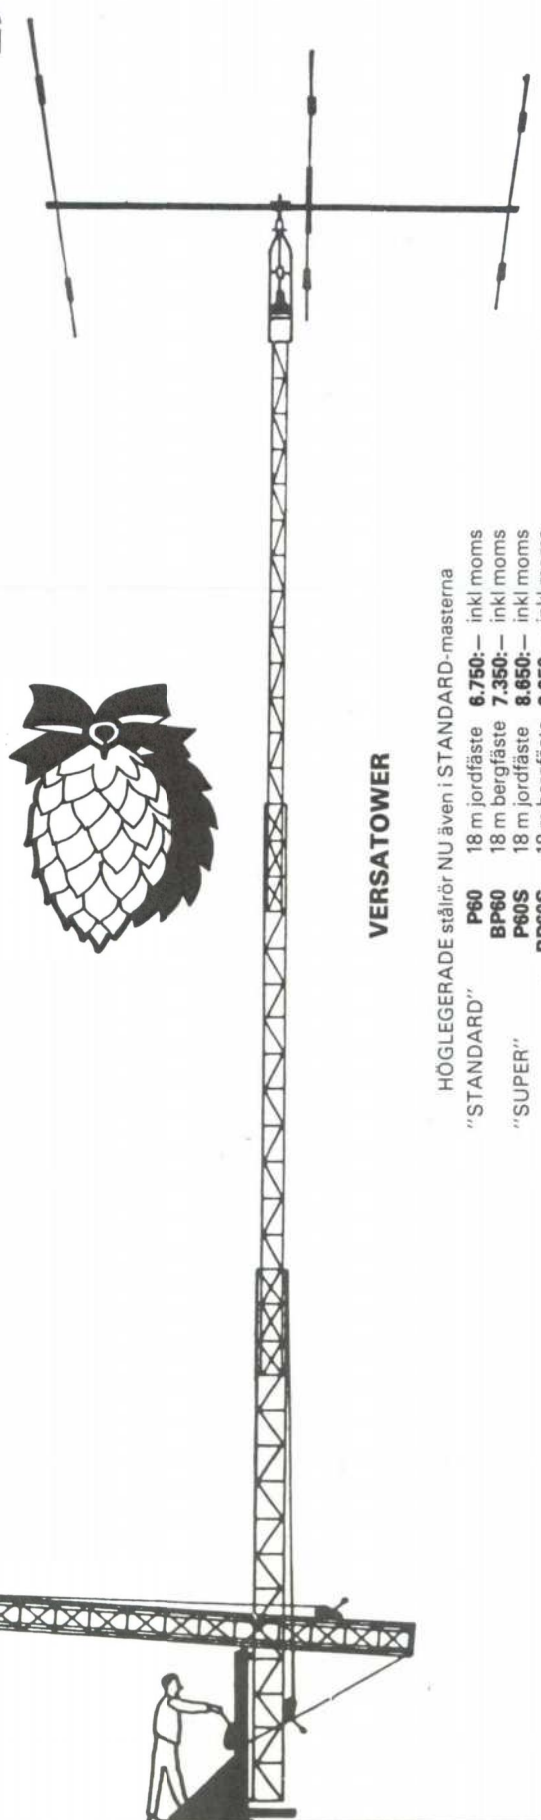 VERSATOWER
HÖGLEGERADE stålrör NU även i STANDARD-masterna
"STANDARD" P60 18 m jordfäste 6.750:— inkl moms
BP60 18 m bergfäste 7.350:— inkl moms
"SUPER" P60S 18 m jordfäste 8.650:— inkl moms